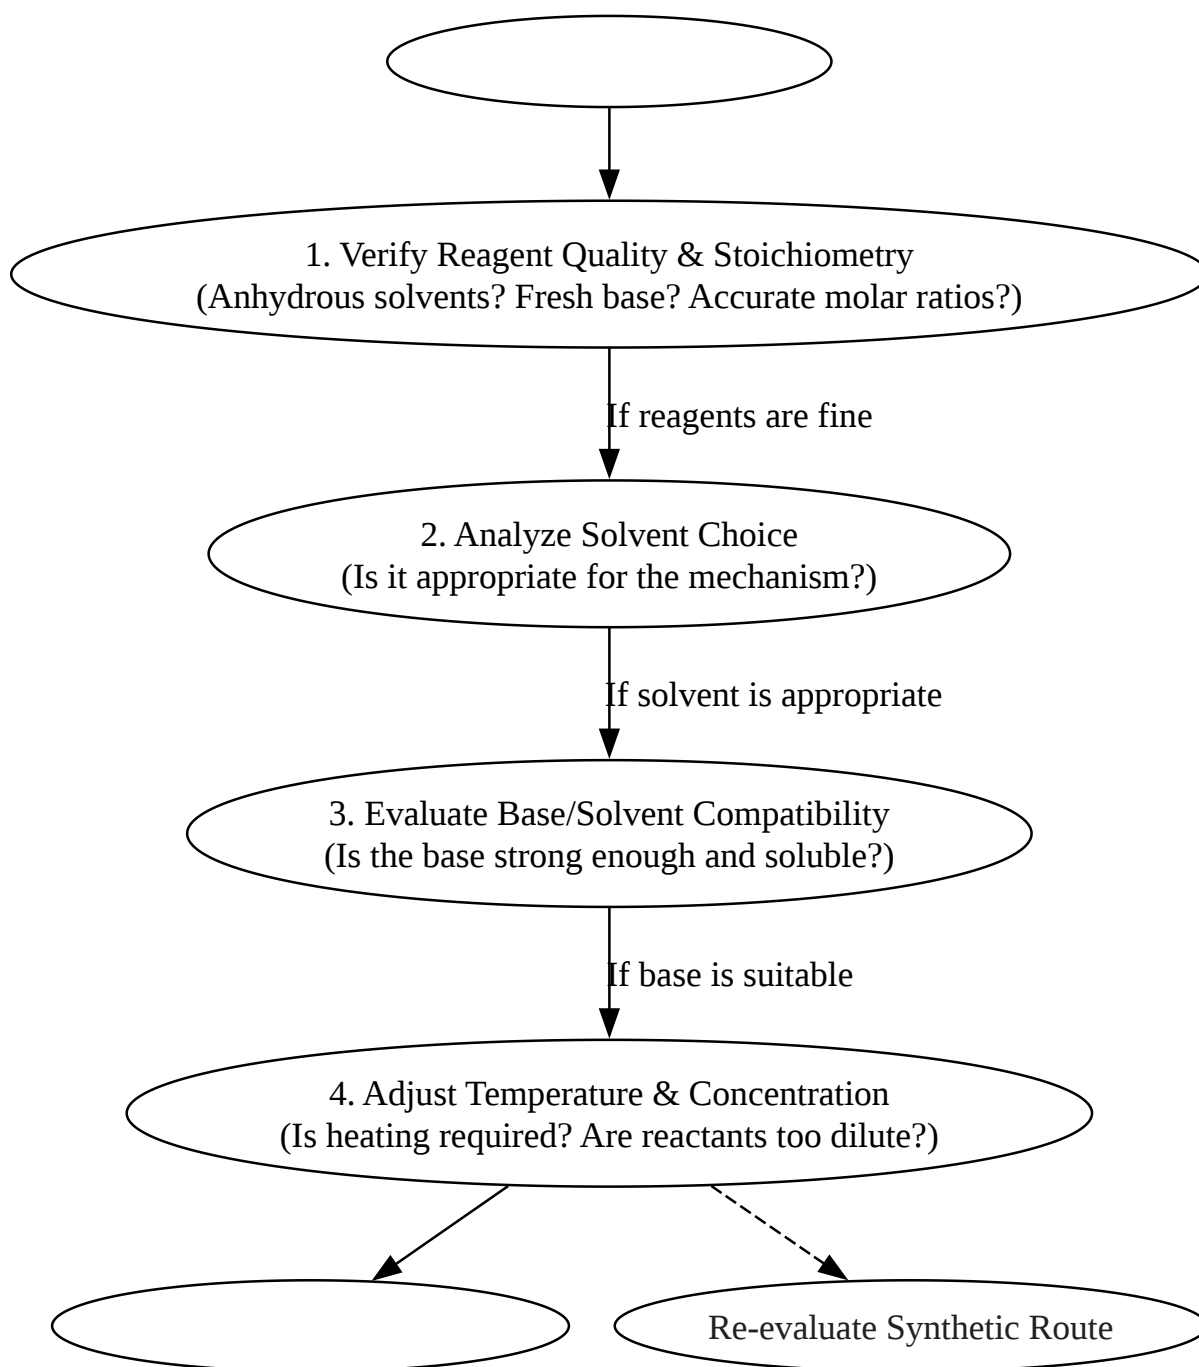 1. Verify Reagent Quality & Stoichiometry
(Anhydrous solvents? Fresh base? Accurate molar ratios?)
If reagents are fine
2. Analyze Solvent Choice
(Is it appropriate for the mechanism?)
If solvent is appropriate
3. Evaluate Base/Solvent Compatibility
(Is the base strong enough and soluble?)
If base is suitable
4. Adjust Temperature & Concentration
(Is heating required? Are reactants too dilute?)
Re-evaluate Synthetic Route